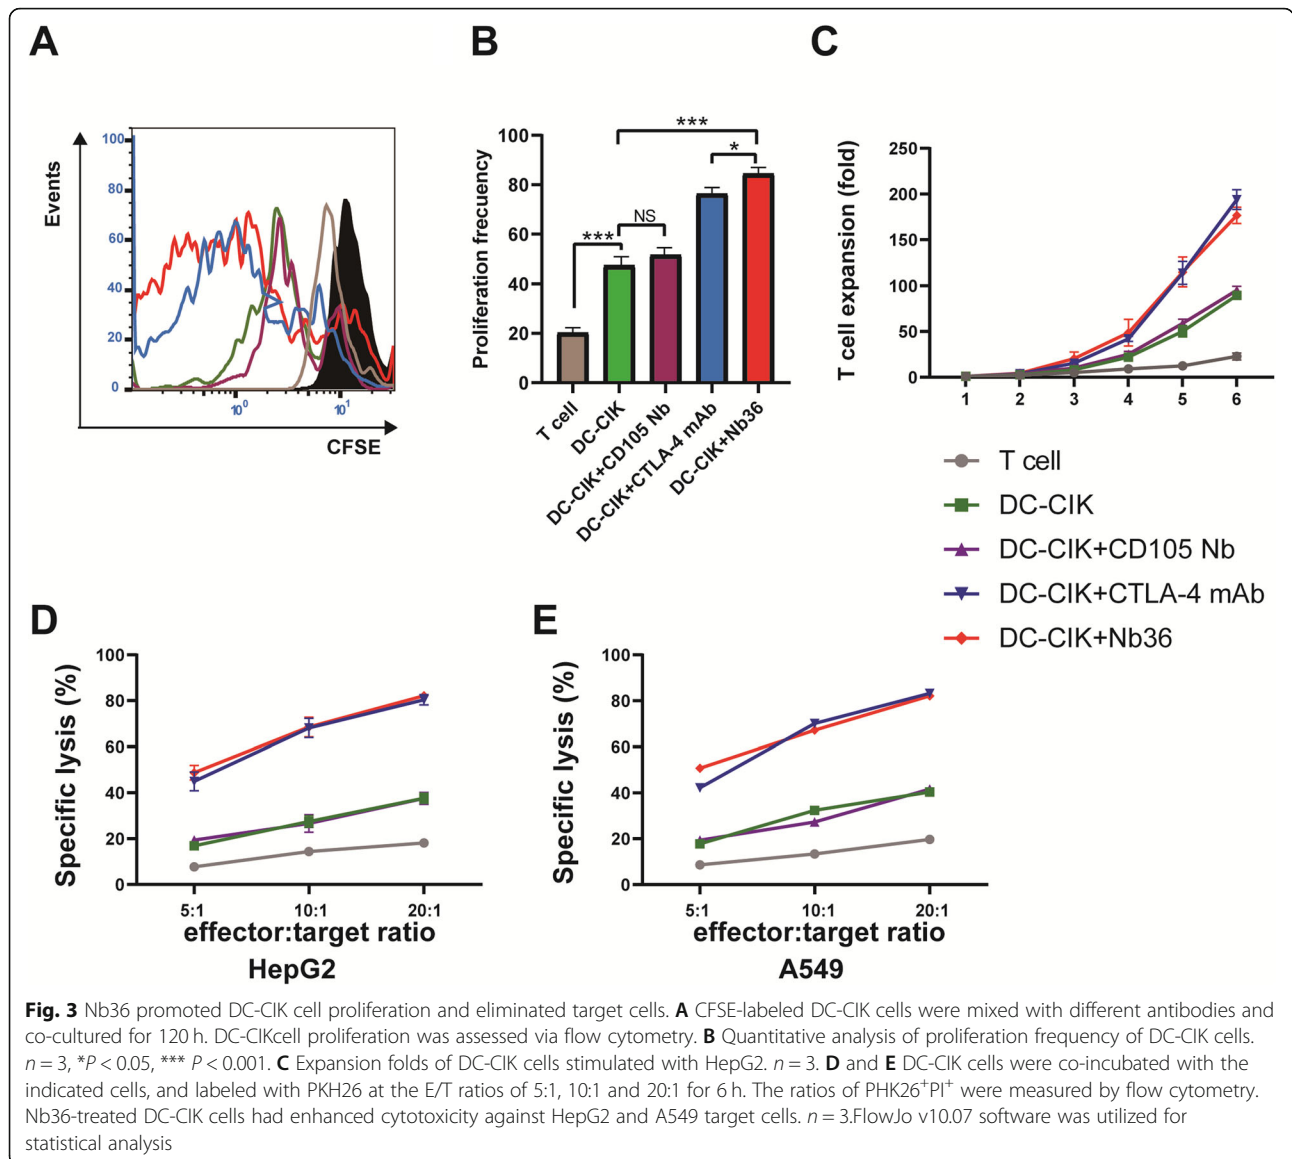 A
B
C
Events
100
80
60
40
20
0
10⁰
10¹
CFSE
Proliferation frecuency
100
80
60
40
20
0
***
NS
***
*
T cell
DC-CIK
DC-CIK+CD105 Nb
DC-CIK+CTLA-4 mAb
DC-CIK+Nb36
T cell expansion (fold)
250
200
150
100
50
0
1 2 3 4 5 6
T cell
DC-CIK
DC-CIK+CD105 Nb
DC-CIK+CTLA-4 mAb
DC-CIK+Nb36
D
Specific lysis (%)
100
80
60
40
20
0
5:1 10:1 20:1
effector:target ratio
HepG2
E
Specific lysis (%)
100
80
60
40
20
0
5:1 10:1 20:1
effector:target ratio
A549
Fig. 3 Nb36 promoted DC-CIK cell proliferation and eliminated target cells. A CFSE-labeled DC-CIK cells were mixed with different antibodies and
co-cultured for 120 h. DC-CIKcell proliferation was assessed via flow cytometry. B Quantitative analysis of proliferation frequency of DC-CIK cells.
n = 3, *P < 0.05, *** P < 0.001. C Expansion folds of DC-CIK cells stimulated with HepG2. n = 3. D and E DC-CIK cells were co-incubated with the
indicated cells, and labeled with PKH26 at the E/T ratios of 5:1, 10:1 and 20:1 for 6 h. The ratios of PHK26⁺PI⁺ were measured by flow cytometry.
Nb36-treated DC-CIK cells had enhanced cytotoxicity against HepG2 and A549 target cells. n = 3.FlowJo v10.07 software was utilized for
statistical analysis